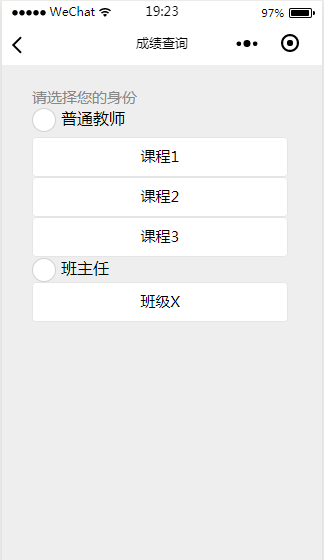 WeChat 19:23 97%
成绩查询
请选择您的身份
普通教师
课程1
课程2
课程3
班主任
班级X